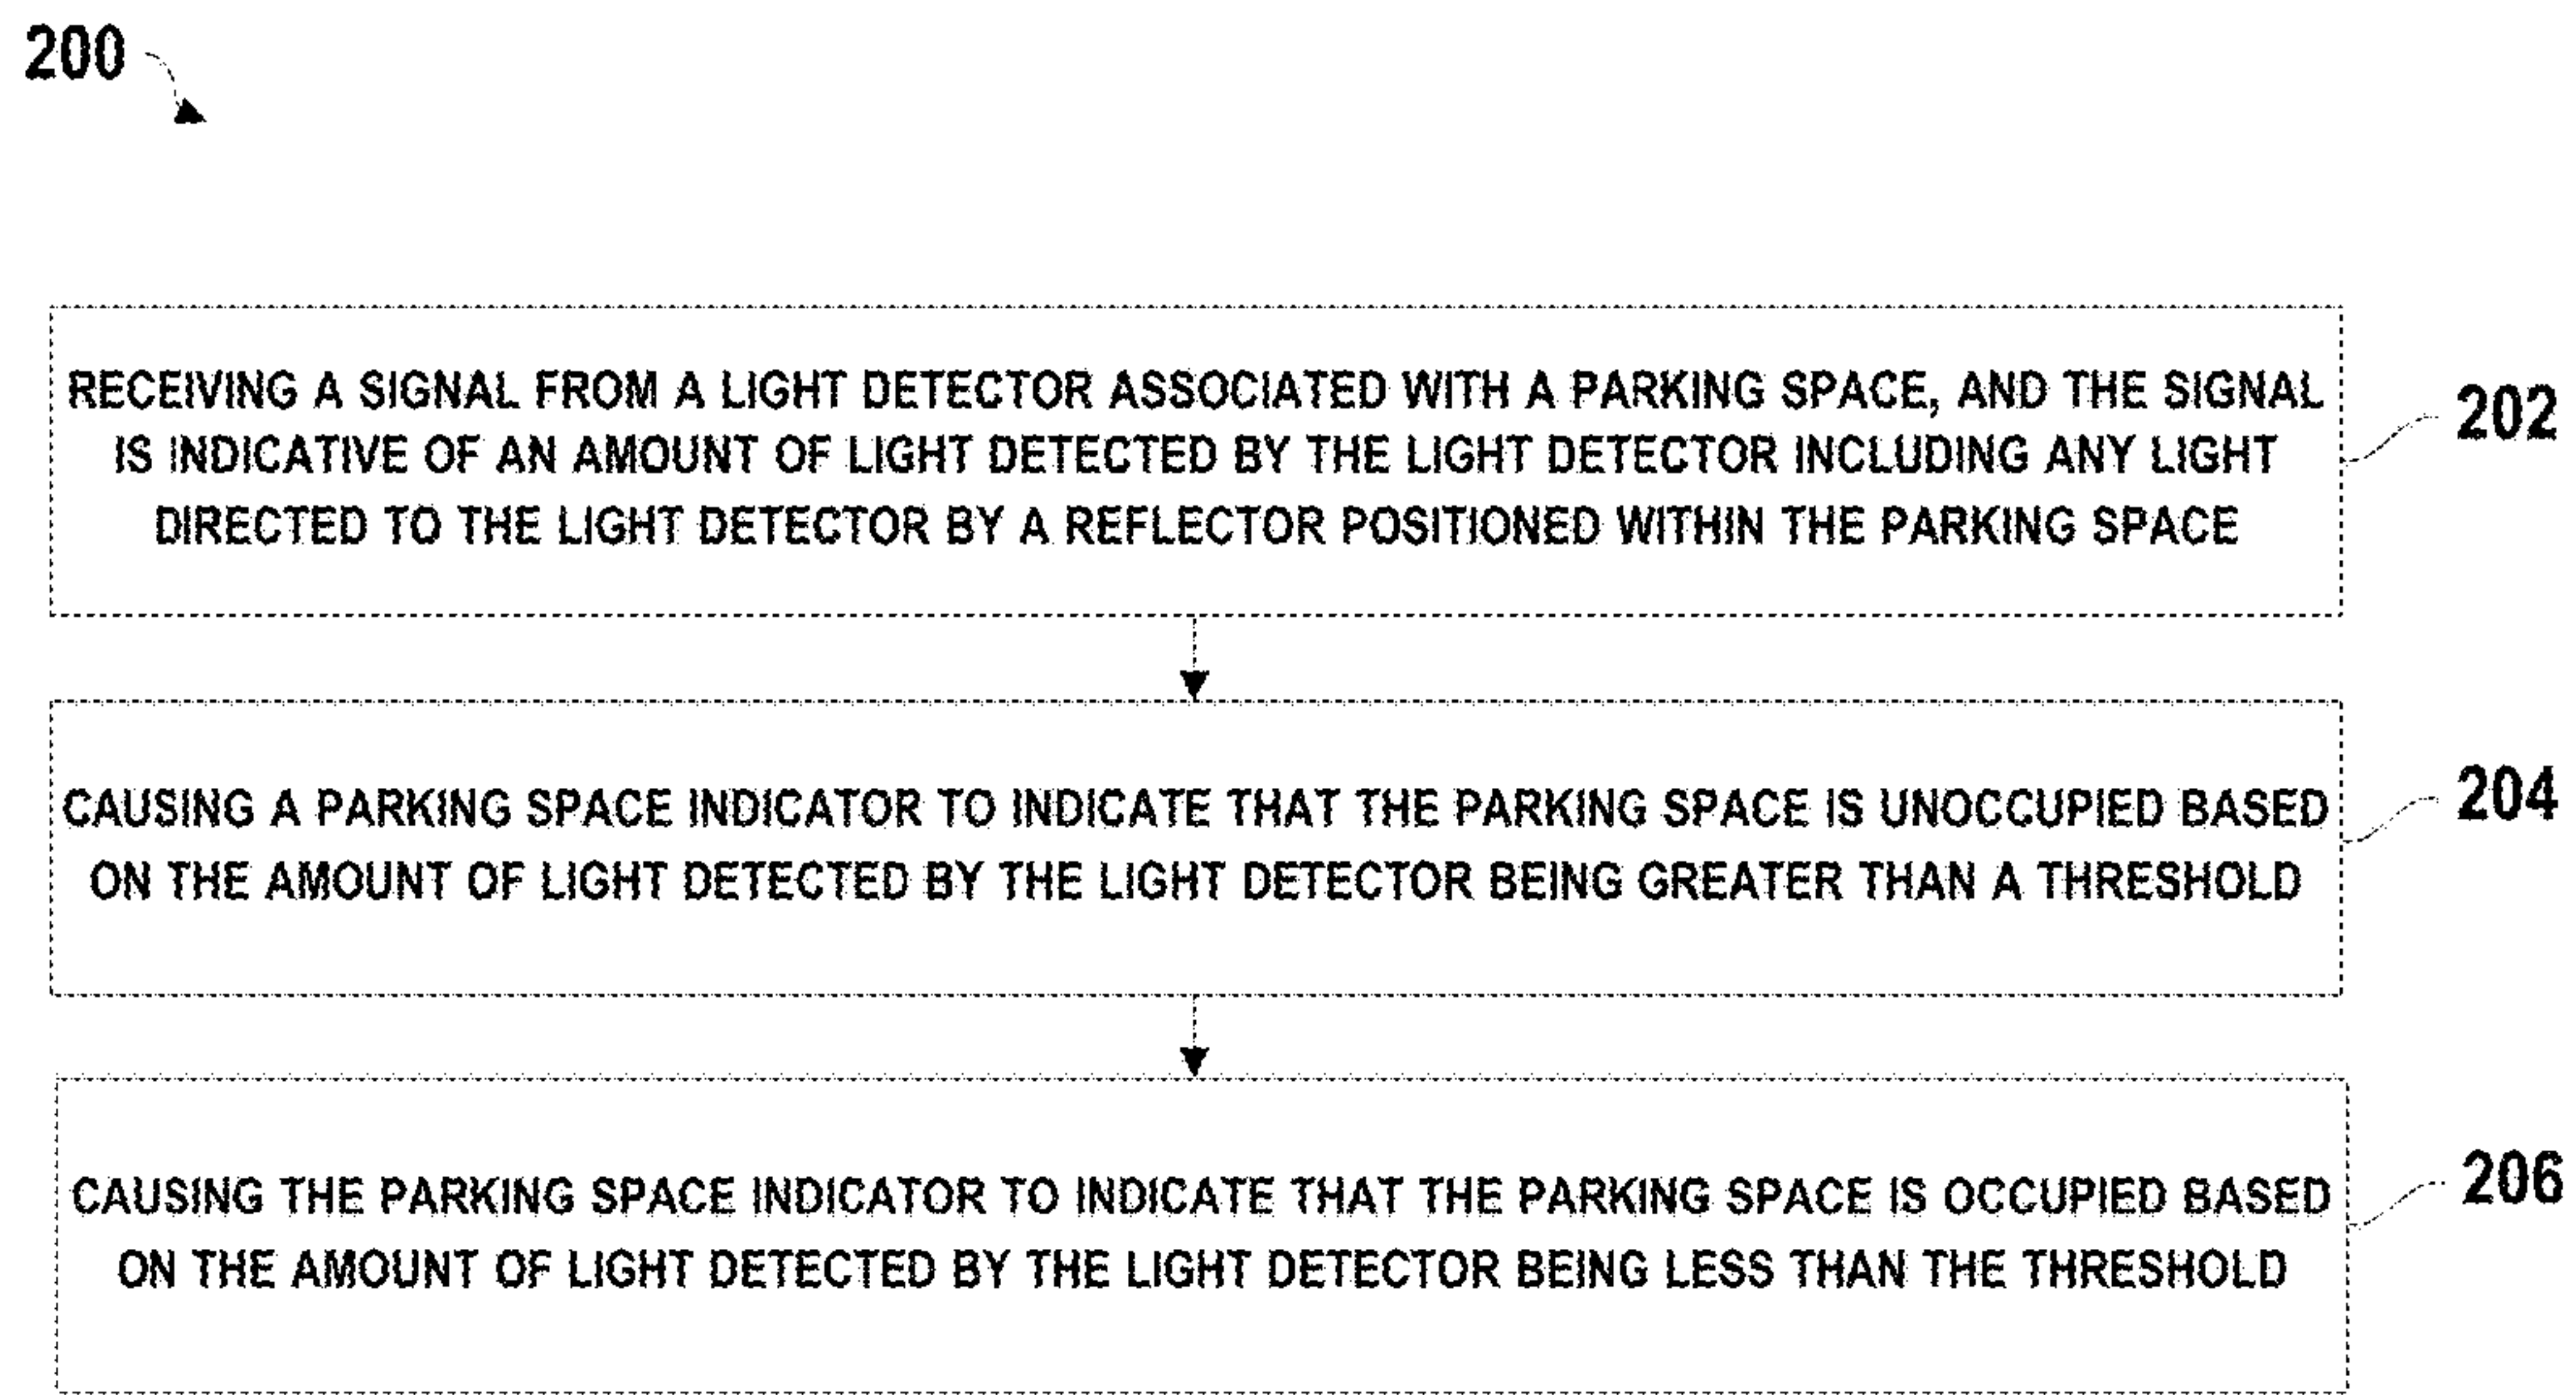 200
RECEIVING A SIGNAL FROM A LIGHT DETECTOR ASSOCIATED WITH A PARKING SPACE, AND THE SIGNAL
IS INDICATIVE OF AN AMOUNT OF LIGHT DETECTED BY THE LIGHT DETECTOR INCLUDING ANY LIGHT
DIRECTED TO THE LIGHT DETECTOR BY A REFLECTOR POSITIONED WITHIN THE PARKING SPACE
202
CAUSING A PARKING SPACE INDICATOR TO INDICATE THAT THE PARKING SPACE IS UNOCCUPIED BASED
ON THE AMOUNT OF LIGHT DETECTED BY THE LIGHT DETECTOR BEING GREATER THAN A THRESHOLD
204
CAUSING THE PARKING SPACE INDICATOR TO INDICATE THAT THE PARKING SPACE IS OCCUPIED BASED
ON THE AMOUNT OF LIGHT DETECTED BY THE LIGHT DETECTOR BEING LESS THAN THE THRESHOLD
206